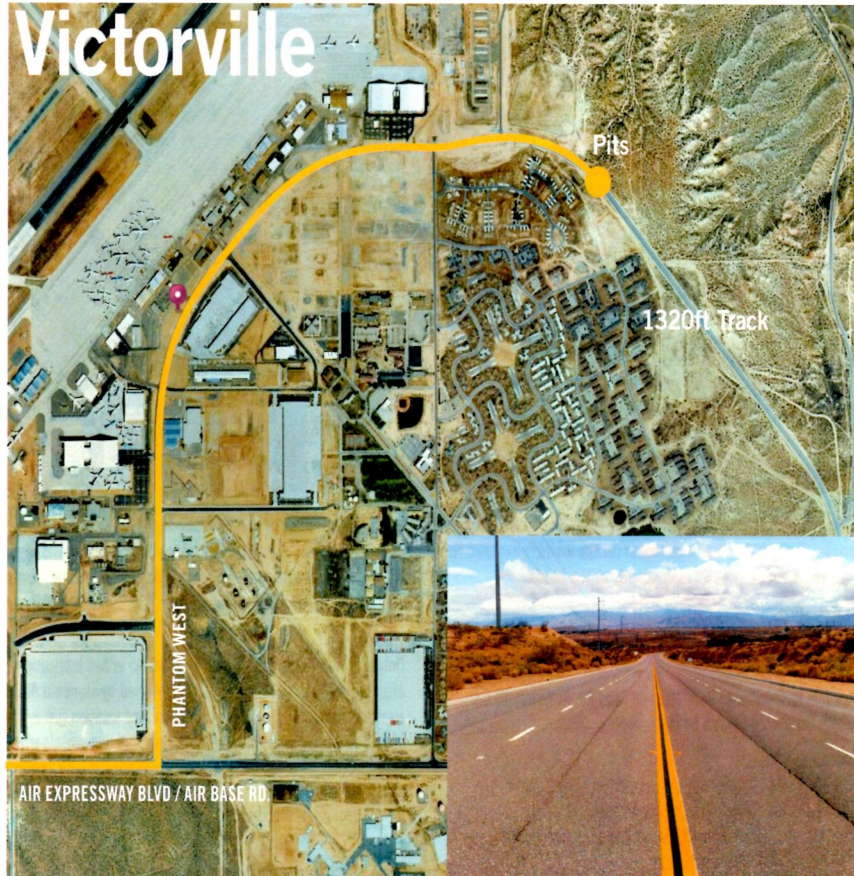 Victorville
Pits
1320ft Track
PHANTOM WEST
AIR EXPRESSWAY BLVD / AIR BASE RD.